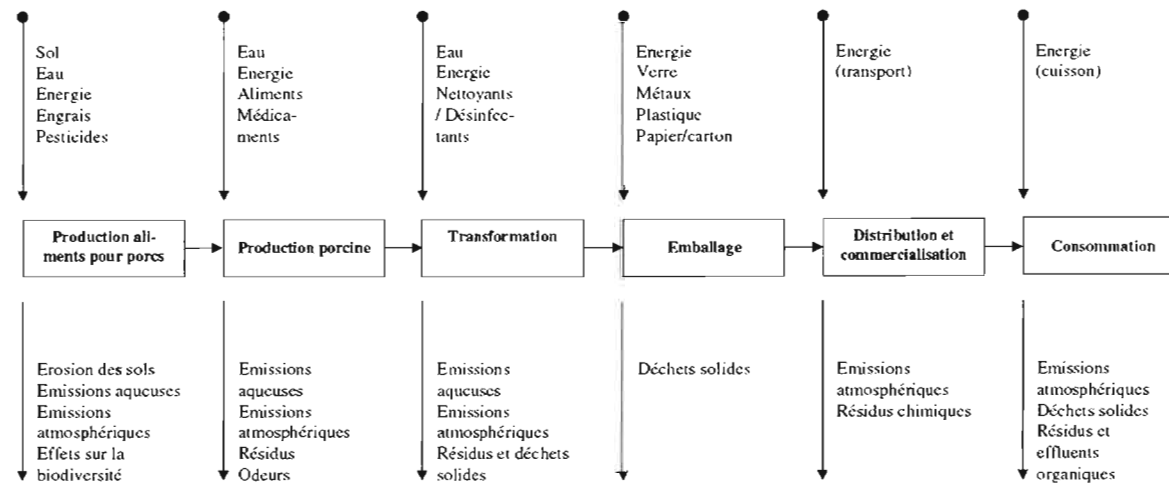 Sol
Eau
Energie
Engrais
Pesticides
Eau
Energie
Aliments
Médica-
ments
Eau
Energie
Nettoyants
/ Désinfec-
tants
Energie
Verre
Métaux
Plastique
Papier/carton
Energie
(transport)
Energie
(cuisson)
Production ali-
ments pour porcs
Production porcine
Transformation
Emballage
Distribution et
commercialisation
Consommation
Erosion des sols
Emissions aqueuses
Emissions
atmosphériques
Effets sur la
biodiversité
Emissions
aqueuses
Emissions
atmosphériques
Résidus
Odeurs
Emissions
aqueuses
Emissions
atmosphériques
Résidus et déchets
solides
Déchets solides
Emissions
atmosphériques
Résidus chimiques
Emissions
atmosphériques
Déchets solides
Résidus et
effluents
organiques